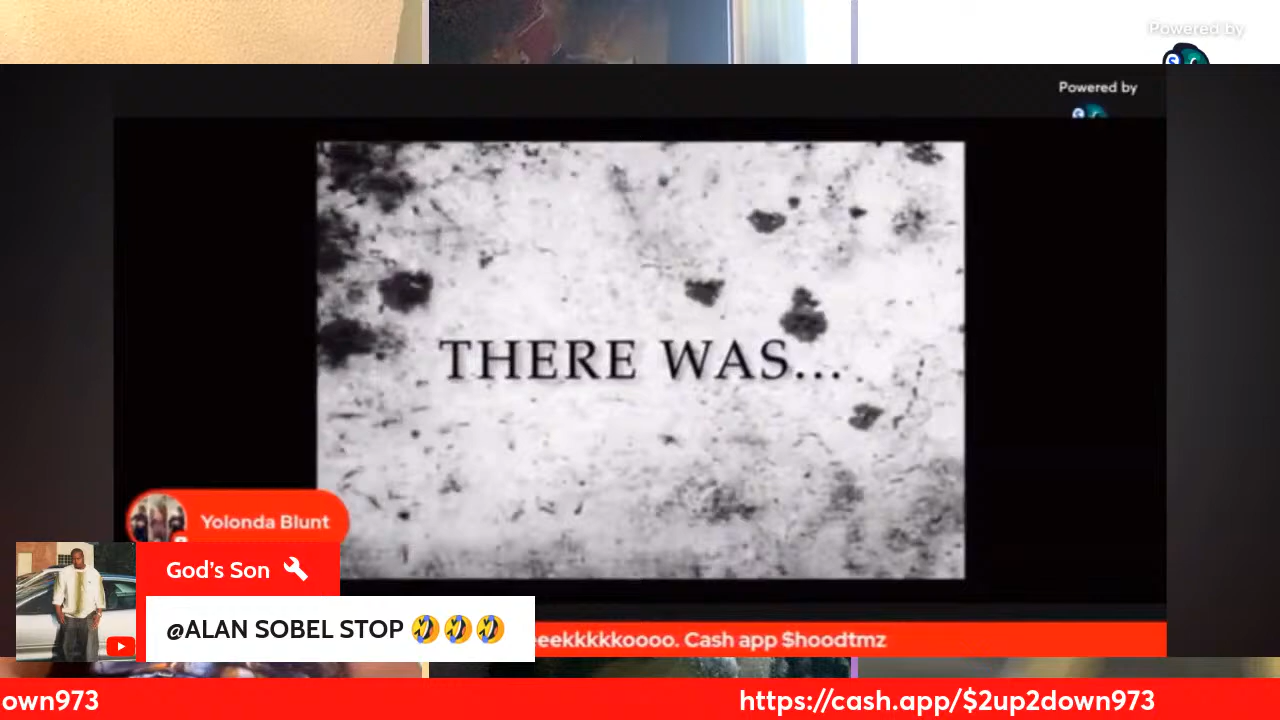 Powered by
Powered by
THERE WAS...
Yolonda Blunt
God's Son
@ALAN SOBEL STOP 🤣🤣🤣
eekkkkkoooo. Cash app $hoodtmz
own973
https://cash.app/$2up2down973